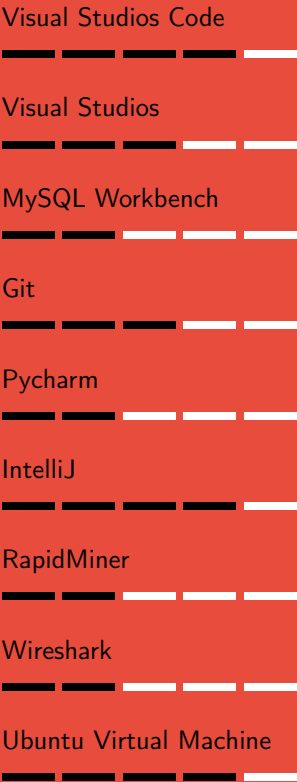 Visual Studios Code
Visual Studios
MySQL Workbench
Git
Pycharm
IntelliJ
RapidMiner
Wireshark
Ubuntu Virtual Machine